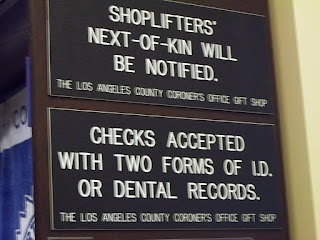 SHOPLIFTERS'
NEXT-OF-KIN WILL
BE NOTIFIED.
THE LOS ANGELES COUNTY CORONER'S OFFICE GIFT SHOP
CHECKS ACCEPTED
WITH TWO FORMS OF I.D.
OR DENTAL RECORDS.
THE LOS ANGELES COUNTY CORONER'S OFFICE GIFT SHOP